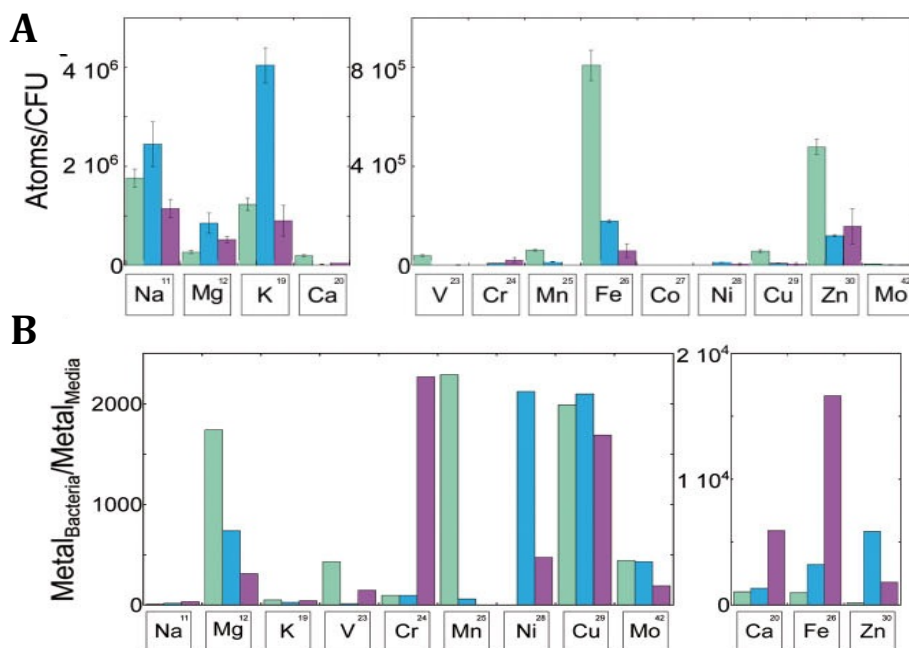 A
Atoms/CFU
4 10⁶
2 10⁶
0
8 10⁵
4 10⁵
0
Na 11
Mg 12
K 19
Ca 20
V 23
Cr 24
Mn 25
Fe 26
Co 27
Ni 28
Cu 29
Zn 30
Mo 42
B
Metal_Bacteria/Metal_Media
2000
1000
0
2 10⁴
1 10⁴
0
Na 11
Mg 12
K 19
V 23
Cr 24
Mn 25
Ni 28
Cu 29
Mo 42
Ca 20
Fe 26
Zn 30